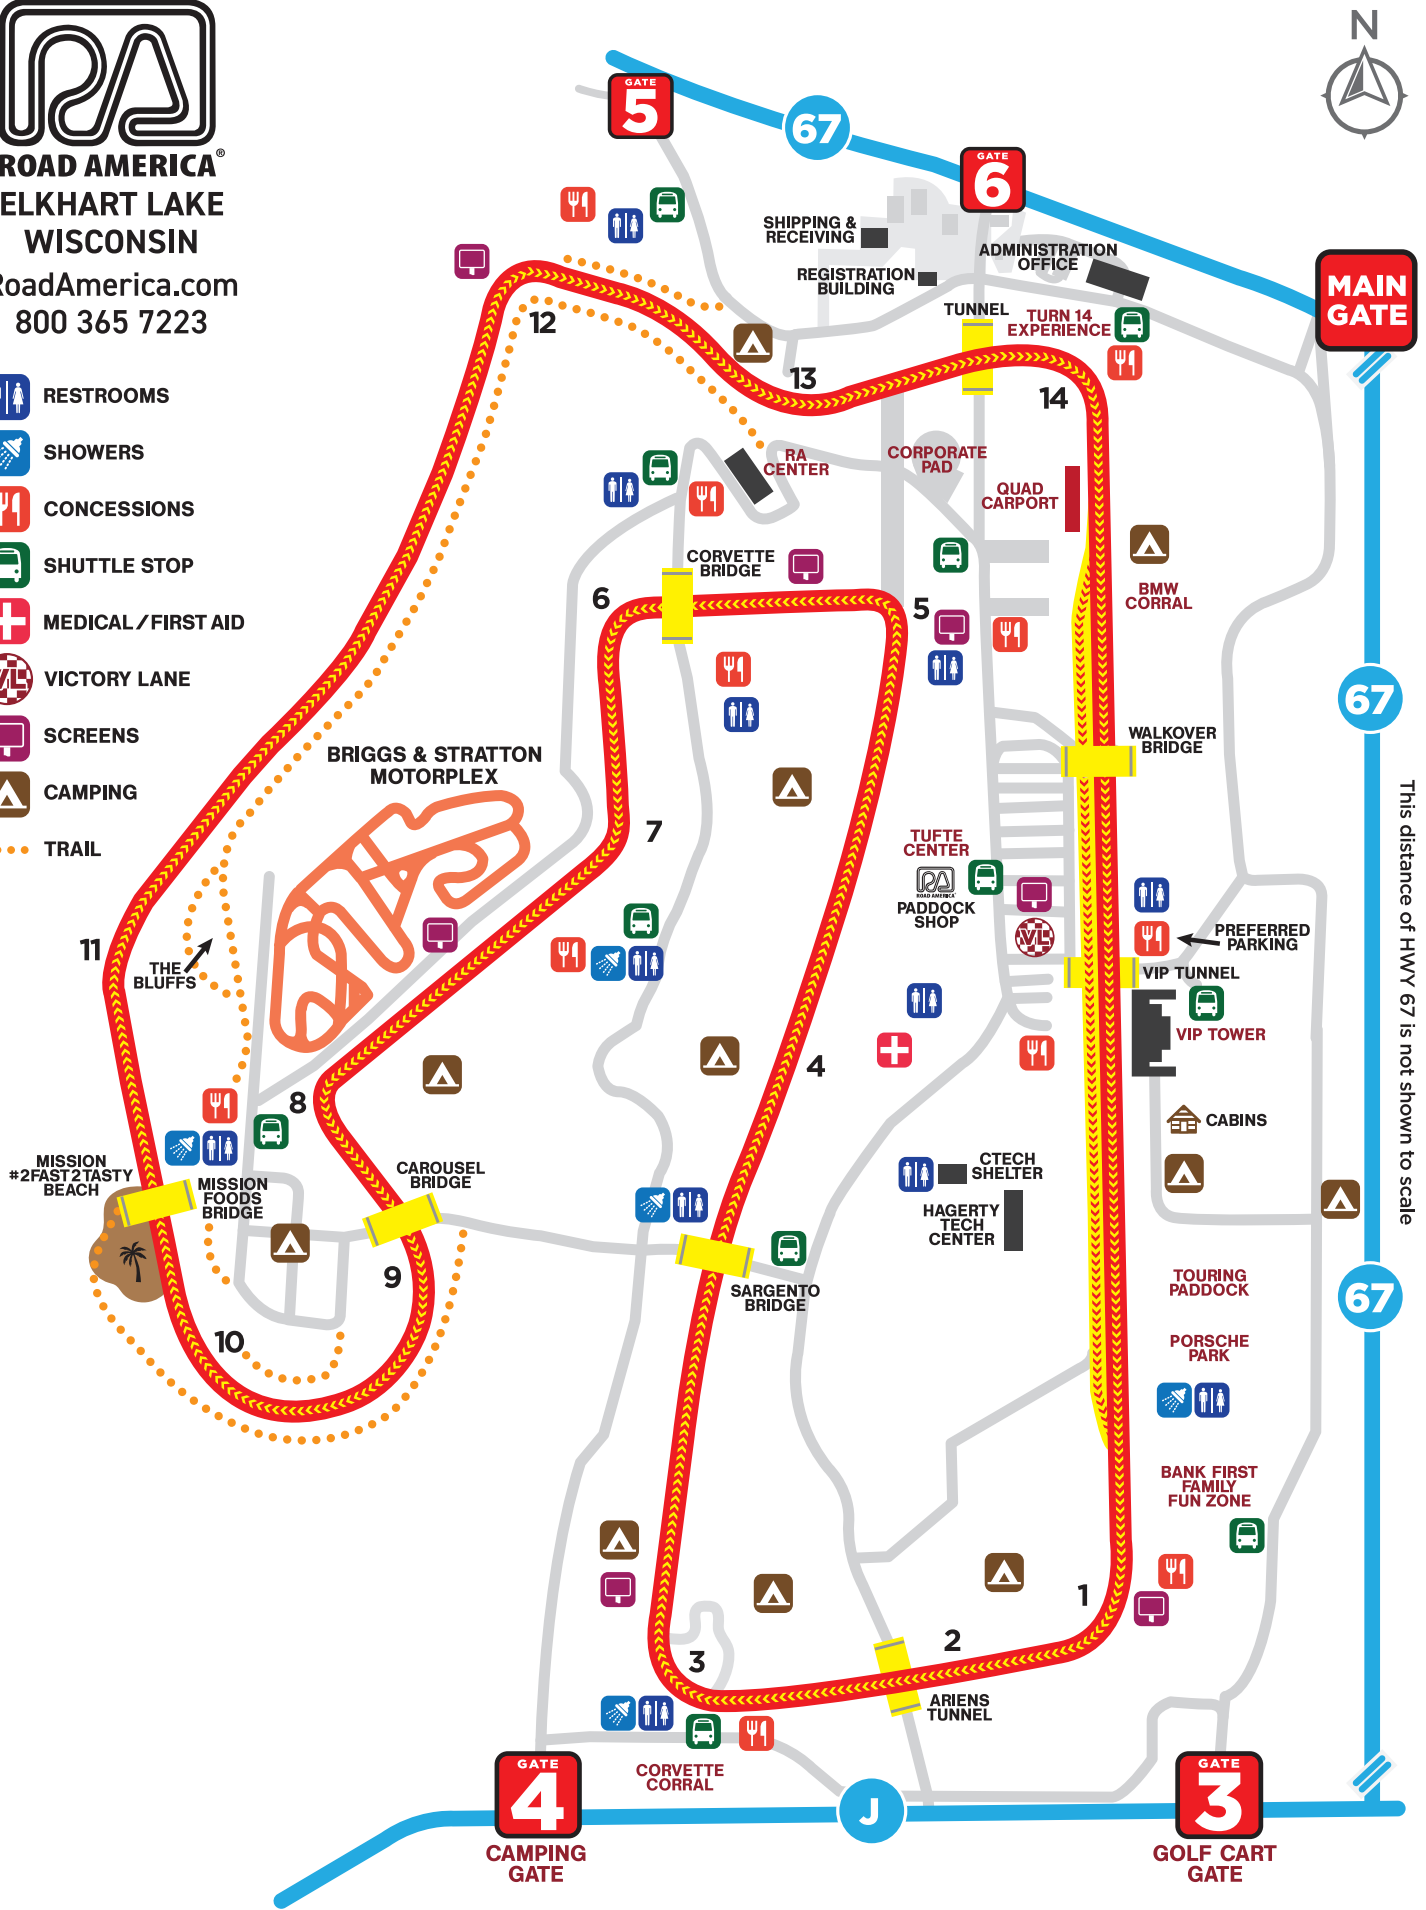 ROAD AMERICA®
ELKHART LAKE
WISCONSIN
RoadAmerica.com
800 365 7223
RESTROOMS
SHOWERS
CONCESSIONS
SHUTTLE STOP
MEDICAL/FIRST AID
VL
VICTORY LANE
SCREENS
CAMPING
TRAIL
N
GATE
5
67
GATE
6
MAIN
GATE
SHIPPING &
RECEIVING
REGISTRATION
BUILDING
ADMINISTRATION
OFFICE
TUNNEL
TURN 14
EXPERIENCE
12
13
14
RA
CENTER
CORPORATE
PAD
QUAD
CARPORT
CORVETTE
BRIDGE
6
5
BMW
CORRAL
67
WALKOVER
BRIDGE
BRIGGS & STRATTON
MOTORPLEX
7
TUFTE
CENTER
ROAD AMERICA
PADDOCK
SHOP
VL
PREFERRED
PARKING
VIP TUNNEL
VIP TOWER
11
THE
BLUFFS
This distance of HWY 67 is not shown to scale
4
8
CABINS
MISSION
#2FAST2TASTY
BEACH
MISSION
FOODS
BRIDGE
CAROUSEL
BRIDGE
CTECH
SHELTER
HAGERTY
TECH
CENTER
9
SARGENTO
BRIDGE
TOURING
PADDOCK
67
10
PORSCHE
PARK
BANK FIRST
FAMILY
FUN ZONE
1
2
3
ARIENS
TUNNEL
CORVETTE
CORRAL
GATE
4
CAMPING
GATE
J
GATE
3
GOLF CART
GATE